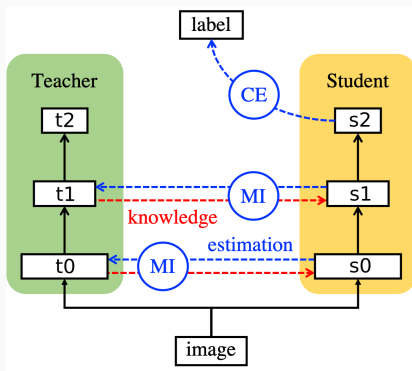 label
Teacher
Student
CE
t2
s2
t1
MI
s1
knowledge
estimation
t0
MI
s0
image